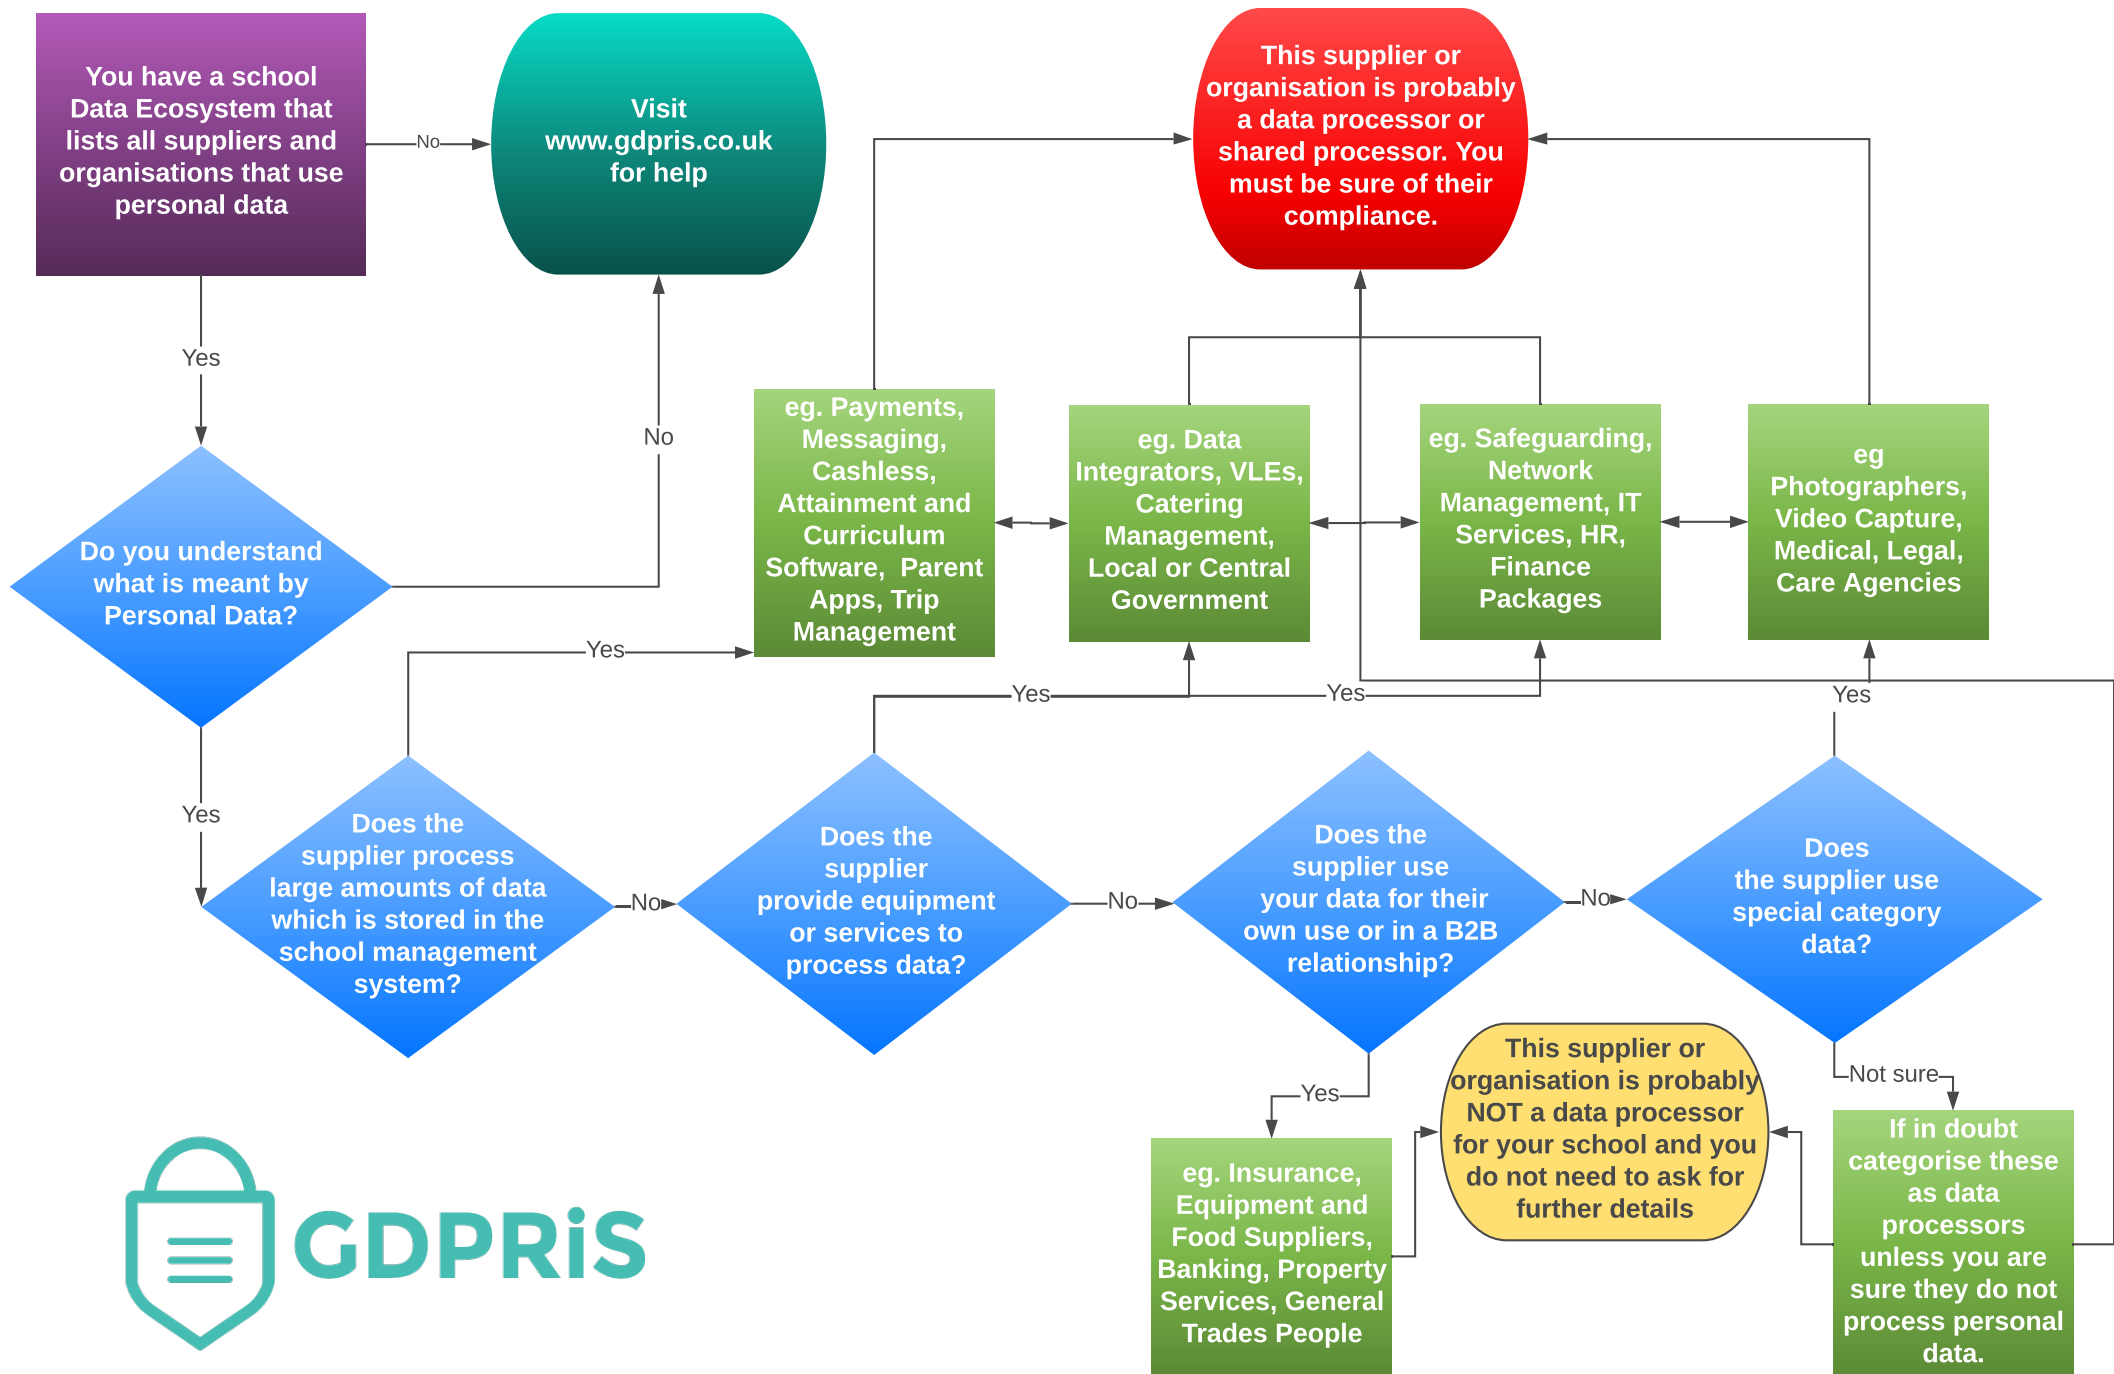 You have a school
Data Ecosystem that
lists all suppliers and
organisations that use
personal data
No
Visit
www.gdpris.co.uk
for help
This supplier or
organisation is probably
a data processor or
shared processor. You
must be sure of their
compliance.
Yes
No
eg. Payments,
Messaging,
Cashless,
Attainment and
Curriculum
Software,  Parent
Apps, Trip
Management
eg. Data
Integrators, VLEs,
Catering
Management,
Local or Central
Government
eg. Safeguarding,
Network
Management, IT
Services, HR,
Finance
Packages
eg
Photographers,
Video Capture,
Medical, Legal,
Care Agencies
Do you understand
what is meant by
Personal Data?
Yes
Yes
Yes
Yes
Yes
Does the
supplier process
large amounts of data
which is stored in the
school management
system?
No
Does the
supplier
provide equipment
or services to
process data?
No
Does the
supplier use
your data for their
own use or in a B2B
relationship?
No
Does
the supplier use
special category
data?
Yes
Not sure
This supplier or
organisation is probably
NOT a data processor
for your school and you
do not need to ask for
further details
eg. Insurance,
Equipment and
Food Suppliers,
Banking, Property
Services, General
Trades People
If in doubt
categorise these
as data
processors
unless you are
sure they do not
process personal
data.
GDPRiS